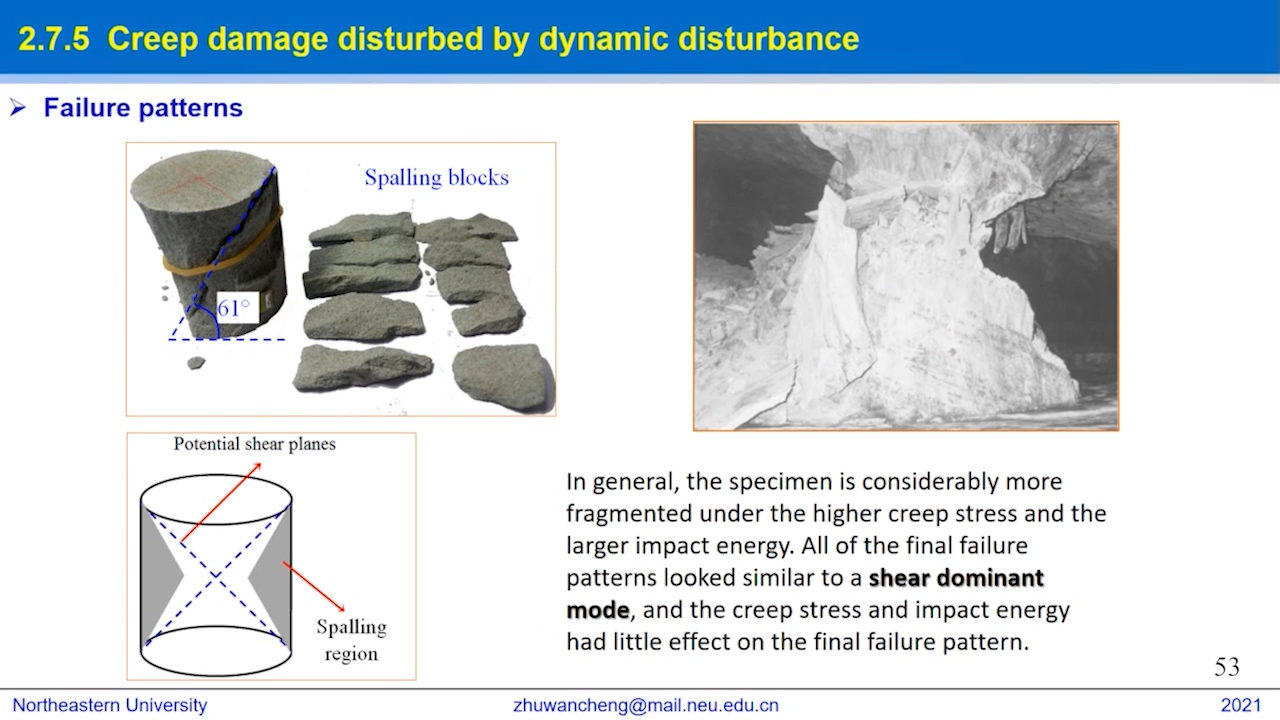 2.7.5 Creep damage disturbed by dynamic disturbance
Failure patterns
Spalling blocks
61°
Potential shear planes
Spalling
region
In general, the specimen is considerably more
fragmented under the higher creep stress and the
larger impact energy. All of the final failure
patterns looked similar to a shear dominant
mode, and the creep stress and impact energy
had little effect on the final failure pattern.
53
Northeastern University
zhuwancheng@mail.neu.edu.cn
2021